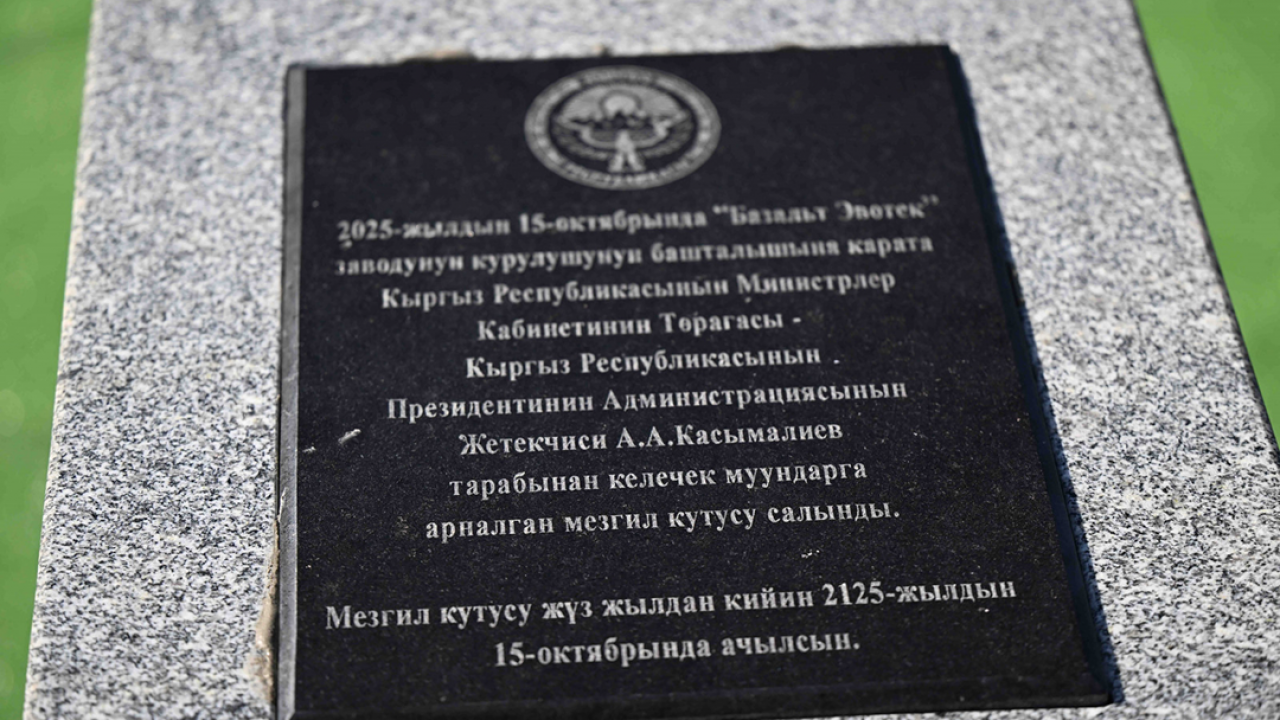 2025-жылдын 15-октябрында "Базальт Эвотек"
заводунун курулушунун башталышына карата
Кыргыз Республикасынын Министрлер
Кабинетинин Төрагасы -
Кыргыз Республикасынын
Президентинин Администрациясынын
Жетекчиси А.А.Касымалиев
тарабынан келечек муундарга
арналган мезгил кутусу салынды.
Мезгил кутусу жүз жылдан кийин 2125-жылдын
15-октябрында ачылсын.